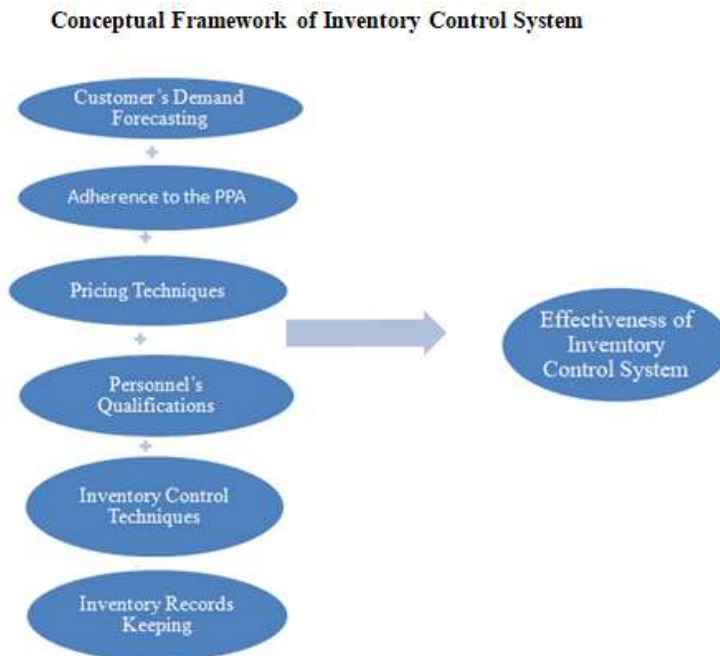 Conceptual Framework of Inventory Control System
Customer's Demand
Forecasting
+
Adherence to the PPA
+
Pricing Techniques
+
Personnel's
Qualifications
+
Inventory Control
Techniques
Inventory Records
Keeping
Effectiveness of
Invemtory
Control System